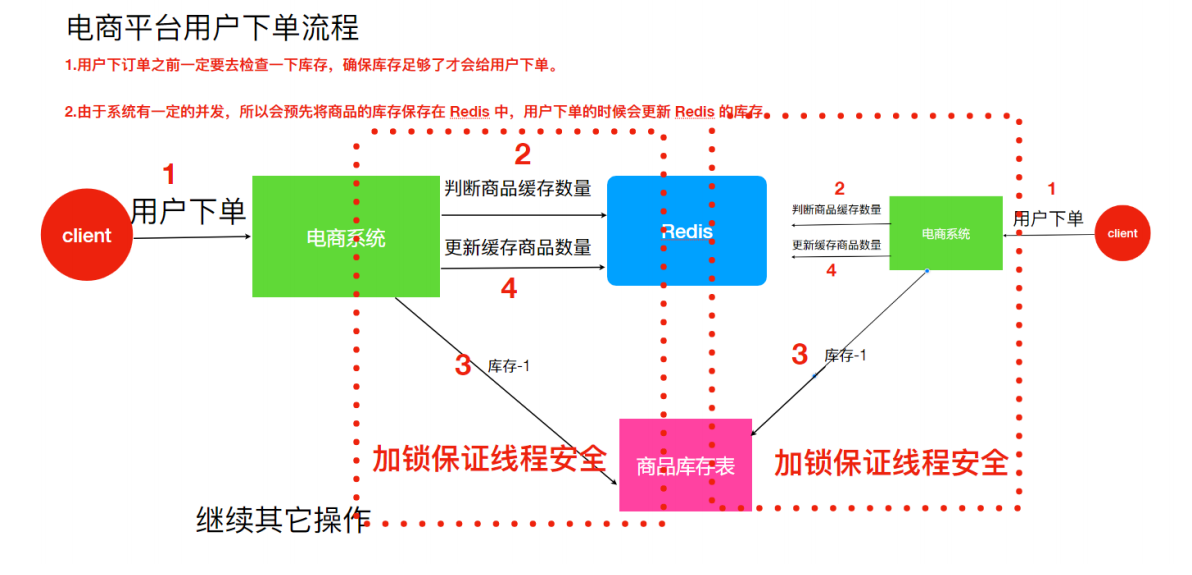 电商平台用户下单流程
1.用户下订单之前一定要去检查一下库存，确保库存足够了才会给用户下单。
2.由于系统有一定的并发，所以会预先将商品的库存保存在 Redis 中，用户下单的时候会更新 Redis 的库存
1
用户下单
client
电商系统
2
判断商品缓存数量
更新缓存商品数量
4
Redis
2
判断商品缓存数量
更新缓存商品数量
4
电商系统
1
用户下单
client
3
库存-1
3
库存-1
加锁保证线程安全
商品库存表
加锁保证线程安全
继续其它操作